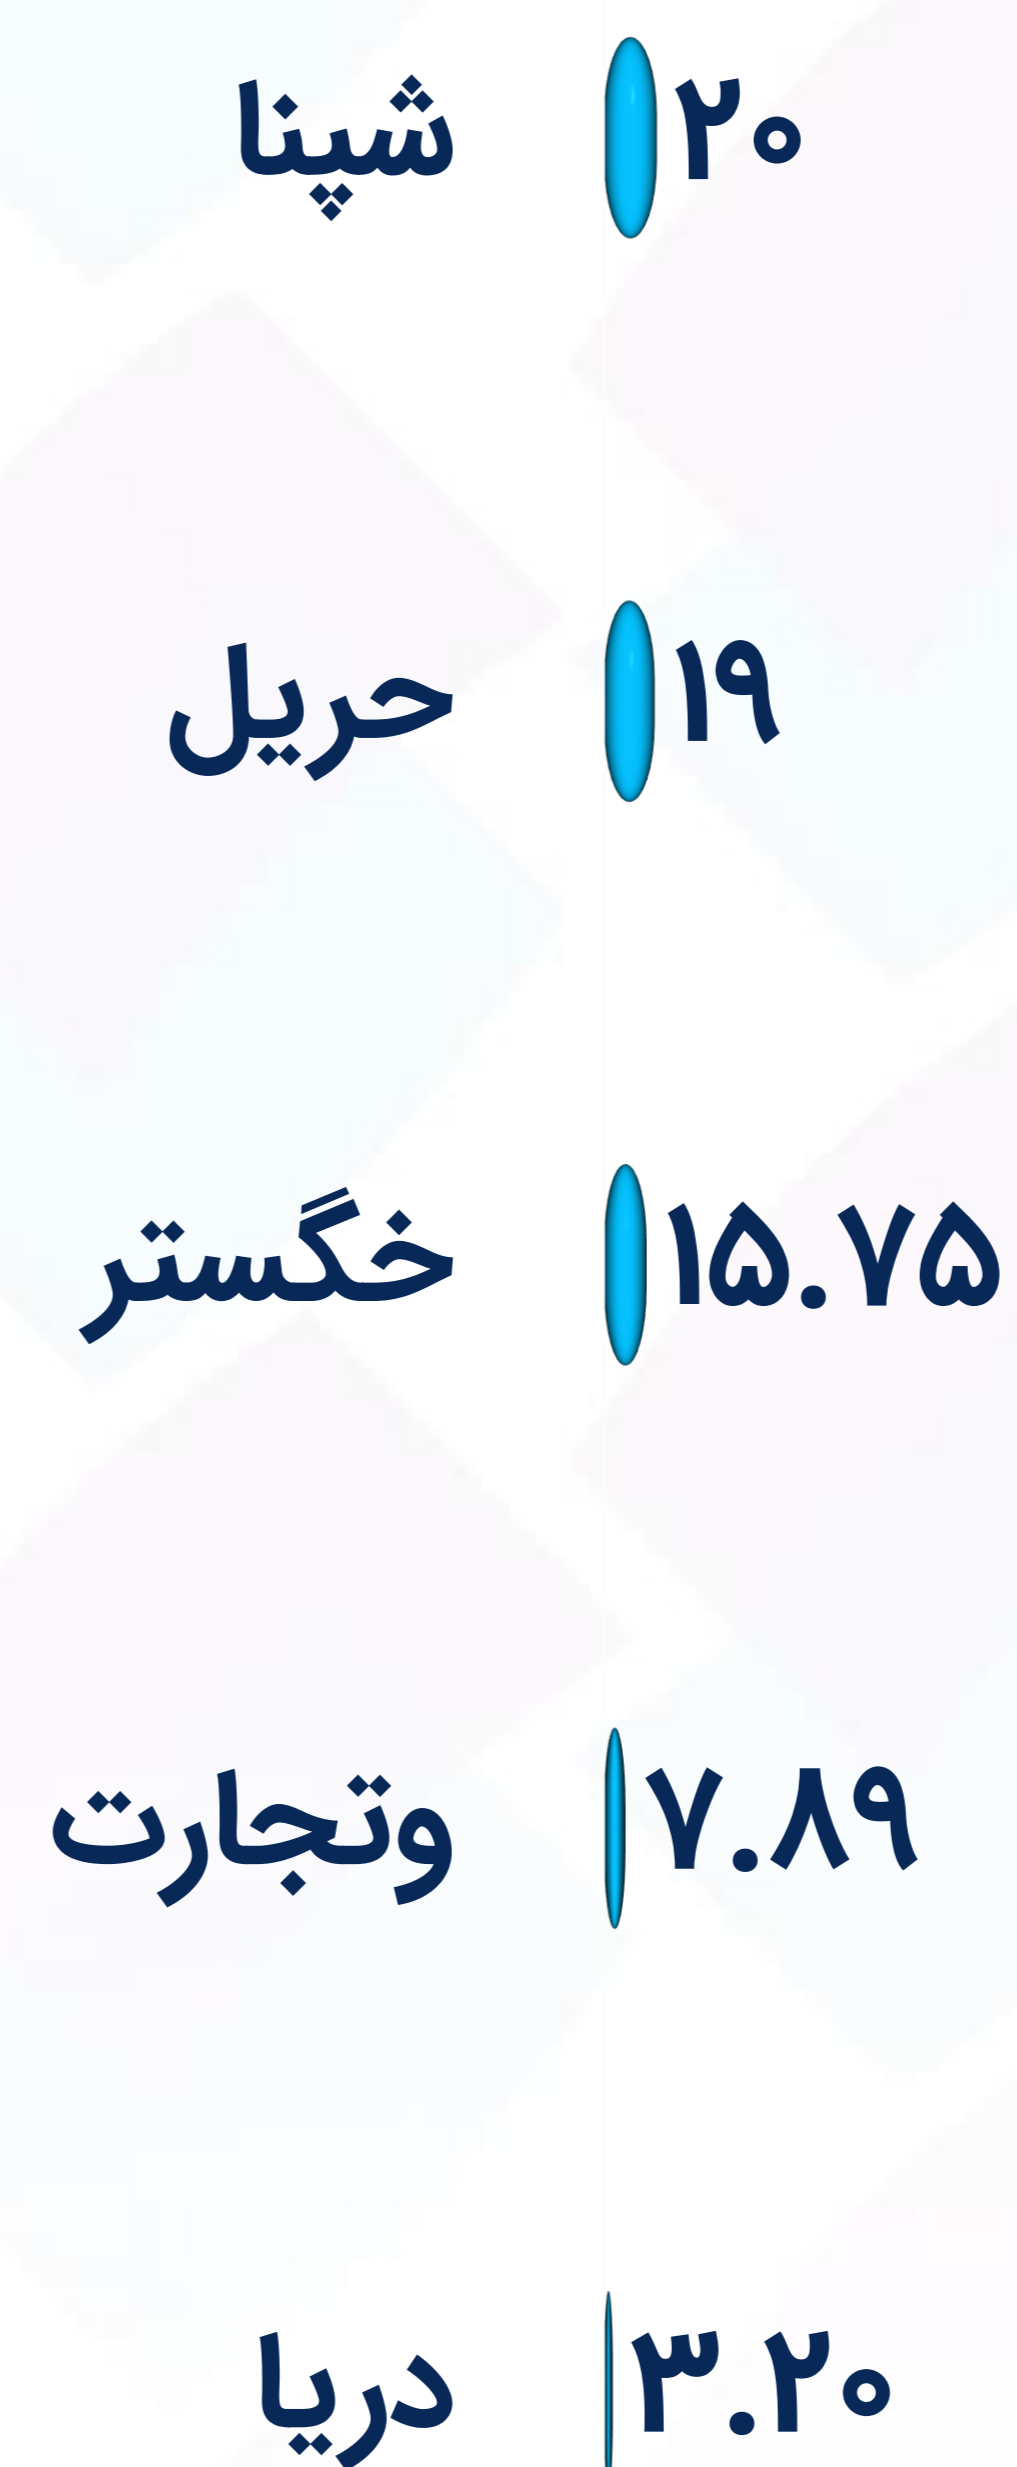 شپنا ۲۰
حریل ۱۹
خگستر ۱۵.۷۵
وتجارت ۷.۸۹
دریا ۳.۲۰